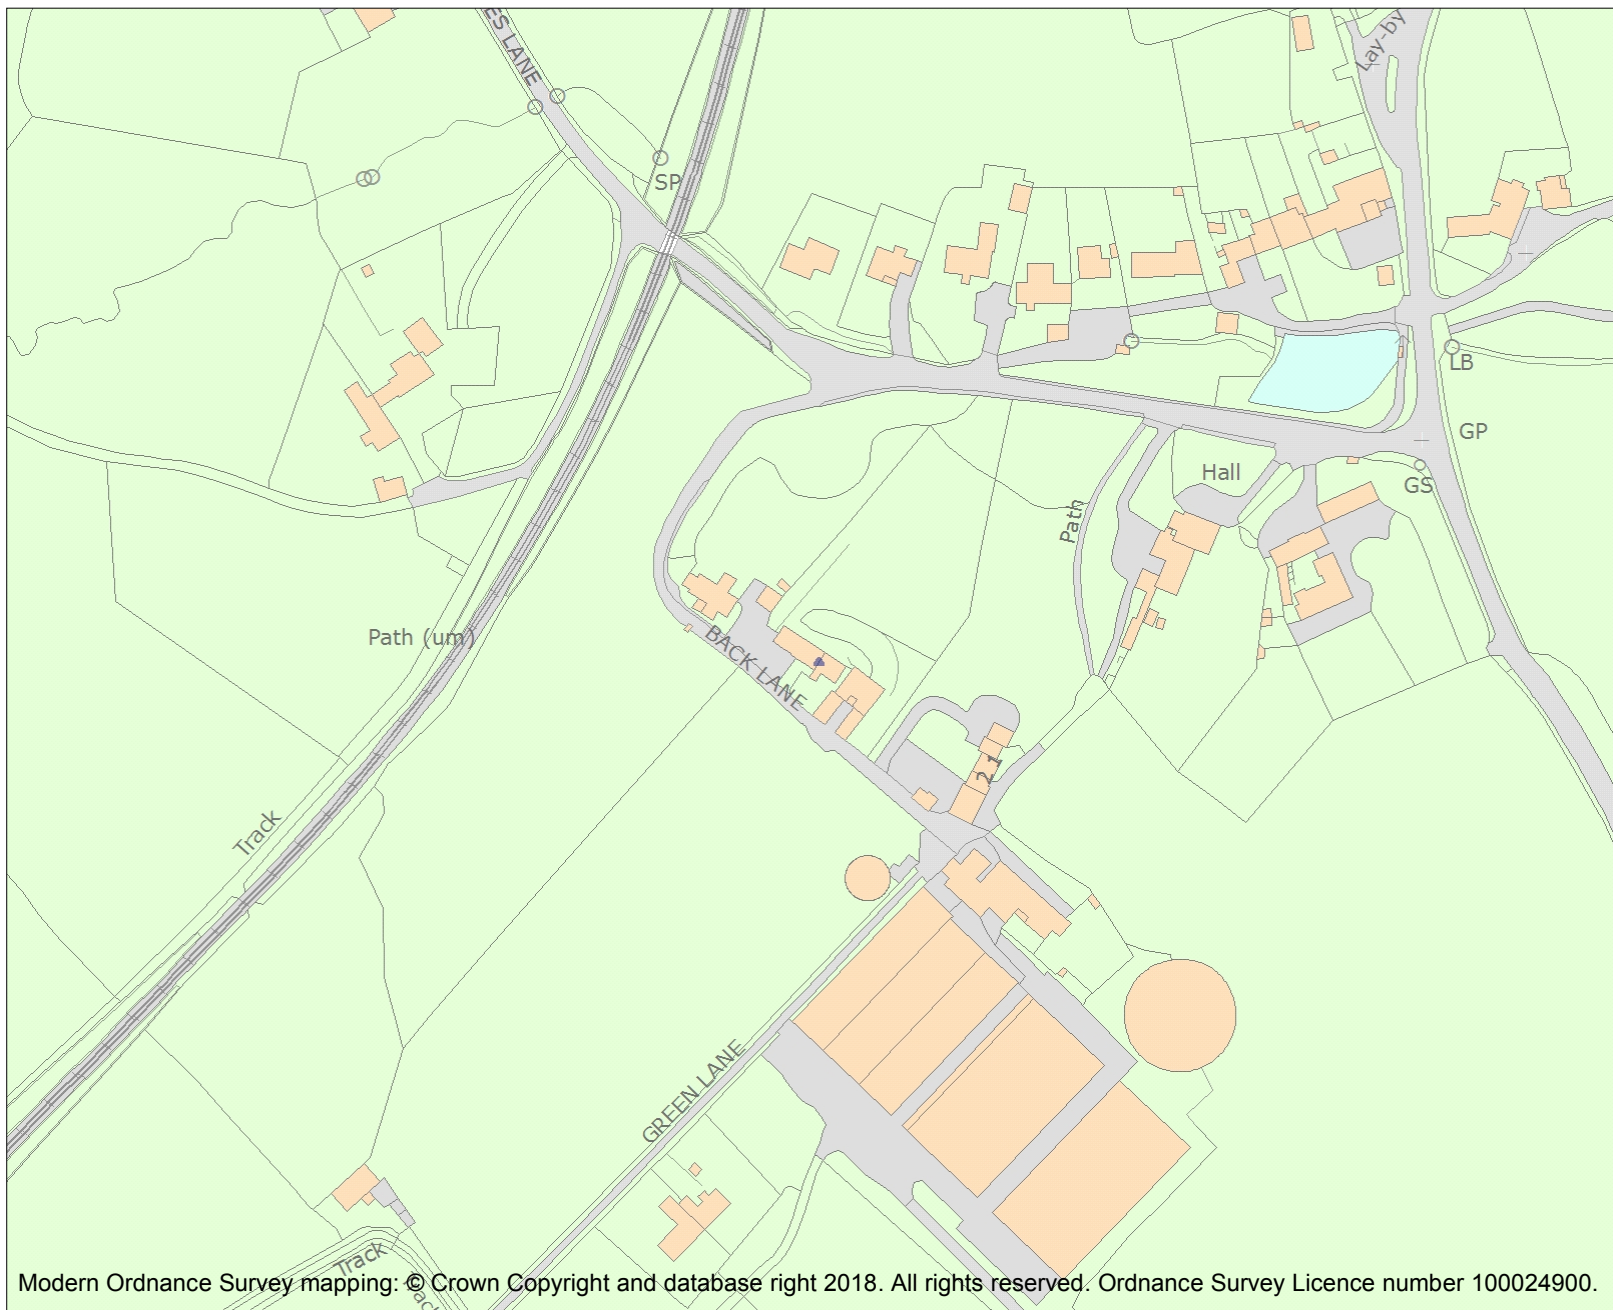 ES LANE
Lay-by
SP
LB
GP
Hall
GS
Path
Path (um)
BACK LANE
2 1
Track
GREEN LANE
Track
Track
Modern Ordnance Survey mapping: © Crown Copyright and database right 2018. All rights reserved. Ordnance Survey Licence number 100024900.